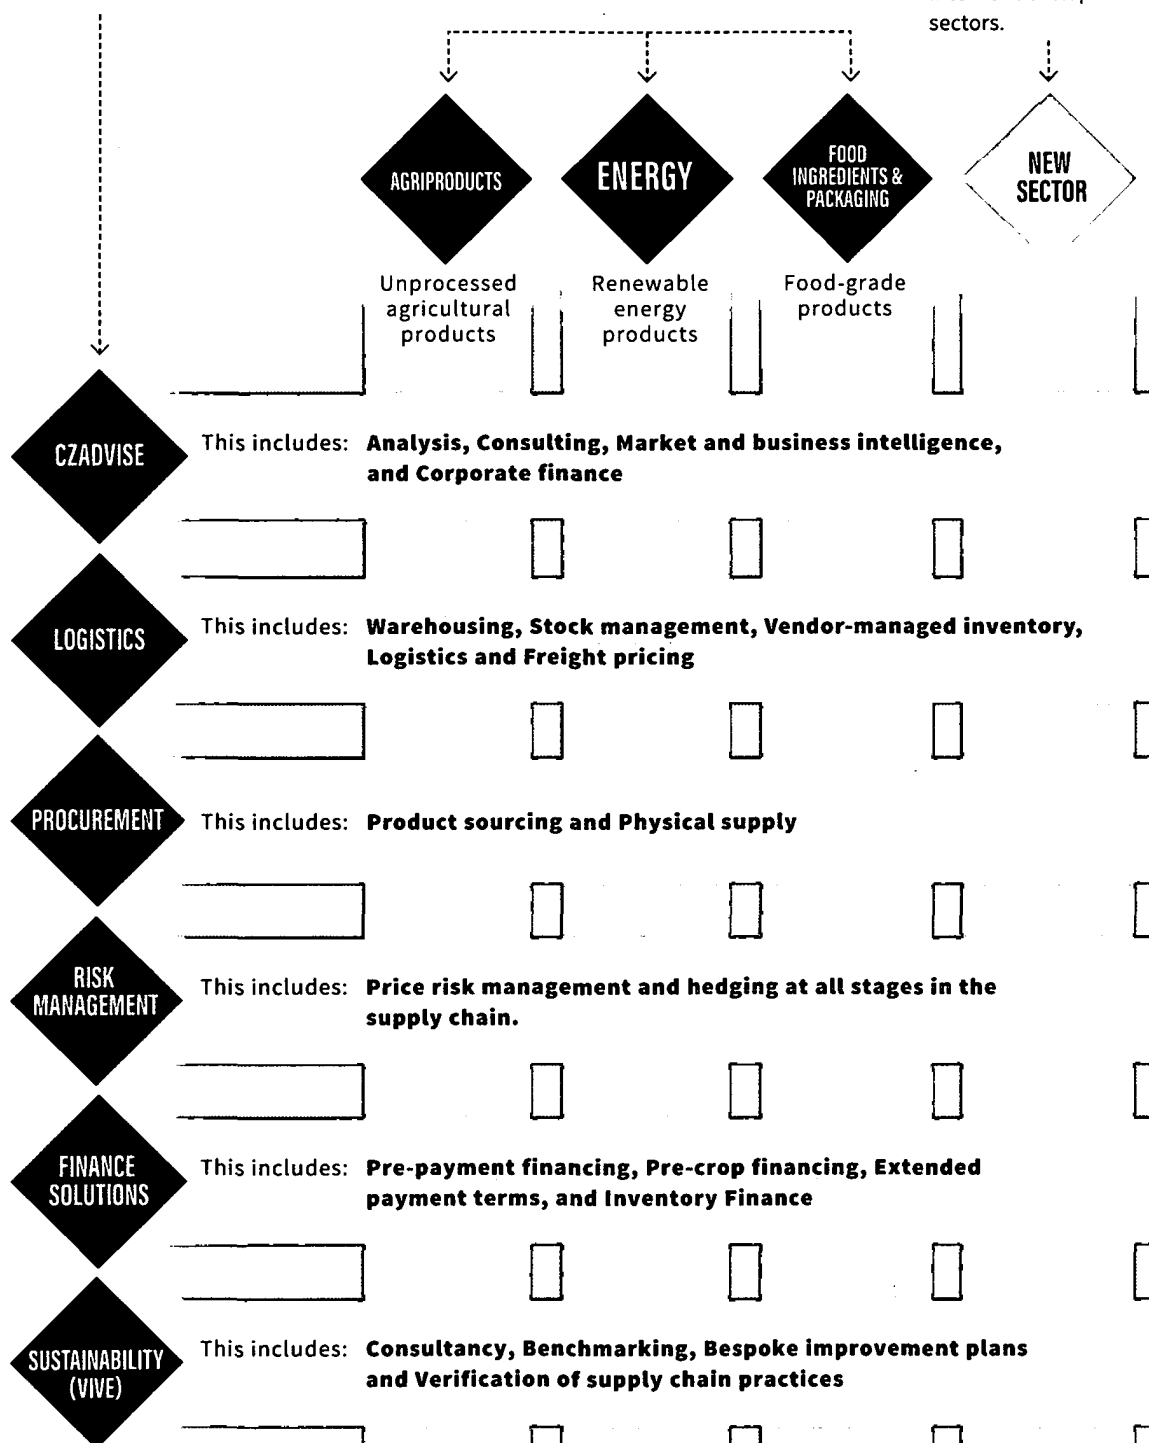 sectors.
AGRIPRODUCTS
ENERGY
FOOD
INGREDIENTS &
PACKAGING
NEW
SECTOR
Unprocessed
agricultural
products
Renewable
energy
products
Food-grade
products
CZADVISE
This includes: Analysis, Consulting, Market and business intelligence,
and Corporate finance
LOGISTICS
This includes: Warehousing, Stock management, Vendor-managed inventory,
Logistics and Freight pricing
PROCUREMENT
This includes: Product sourcing and Physical supply
RISK
MANAGEMENT
This includes: Price risk management and hedging at all stages in the
supply chain.
FINANCE
SOLUTIONS
This includes: Pre-payment financing, Pre-crop financing, Extended
payment terms, and Inventory Finance
SUSTAINABILITY
(VIVE)
This includes: Consultancy, Benchmarking, Bespoke improvement plans
and Verification of supply chain practices